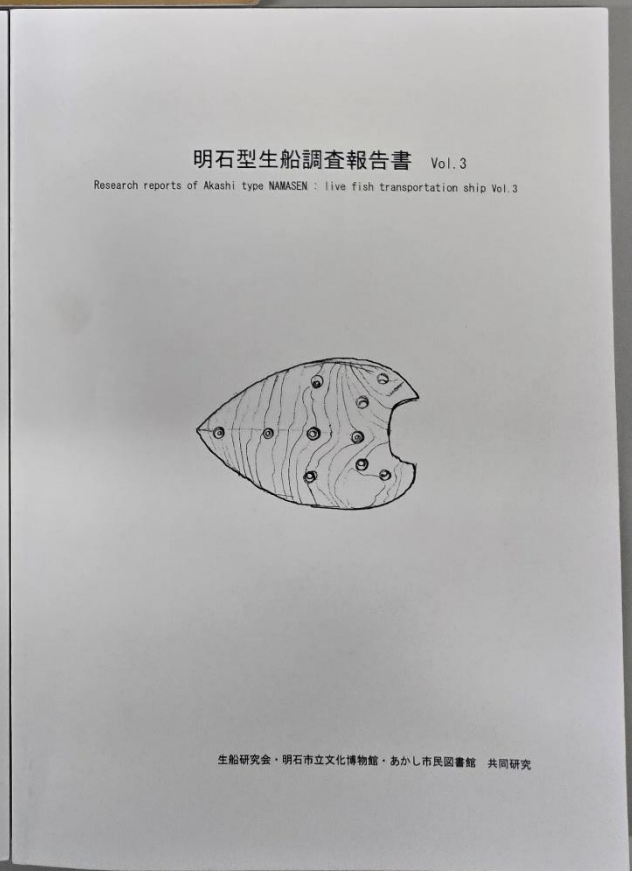 明石型生船調査報告書 Vol.3
Research reports of Akashi type NAMASEN : live fish transportation ship Vol.3
生船研究会・明石市立文化博物館・あかし市民図書館 共同研究